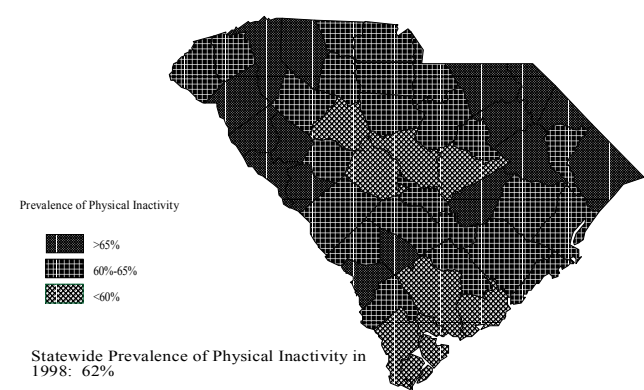 Prevalence of Physical Inactivity
>65%
60%-65%
<60%
Statewide Prevalence of Physical Inactivity in
1998: 62%